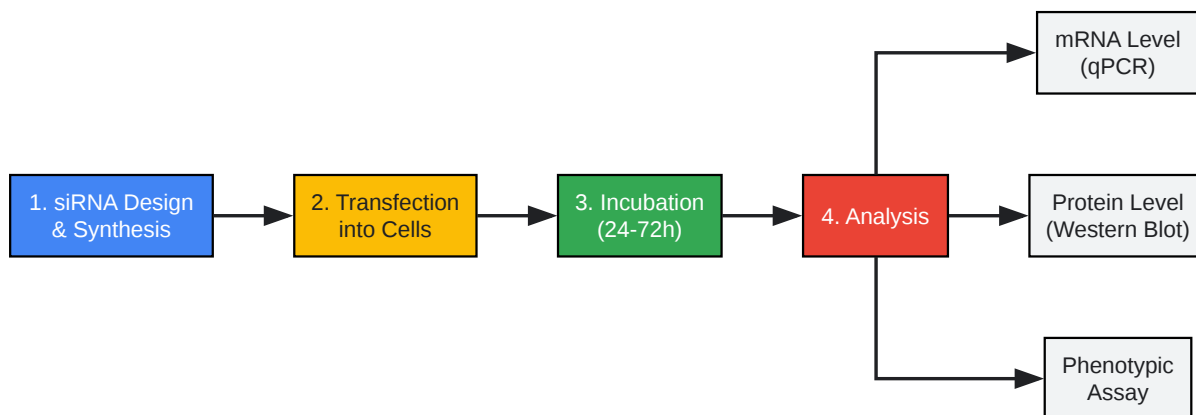 mRNA Level
(qPCR)
1. siRNA Design
& Synthesis
2. Transfection
into Cells
3. Incubation
(24-72h)
4. Analysis
Protein Level
(Western Blot)
Phenotypic
Assay